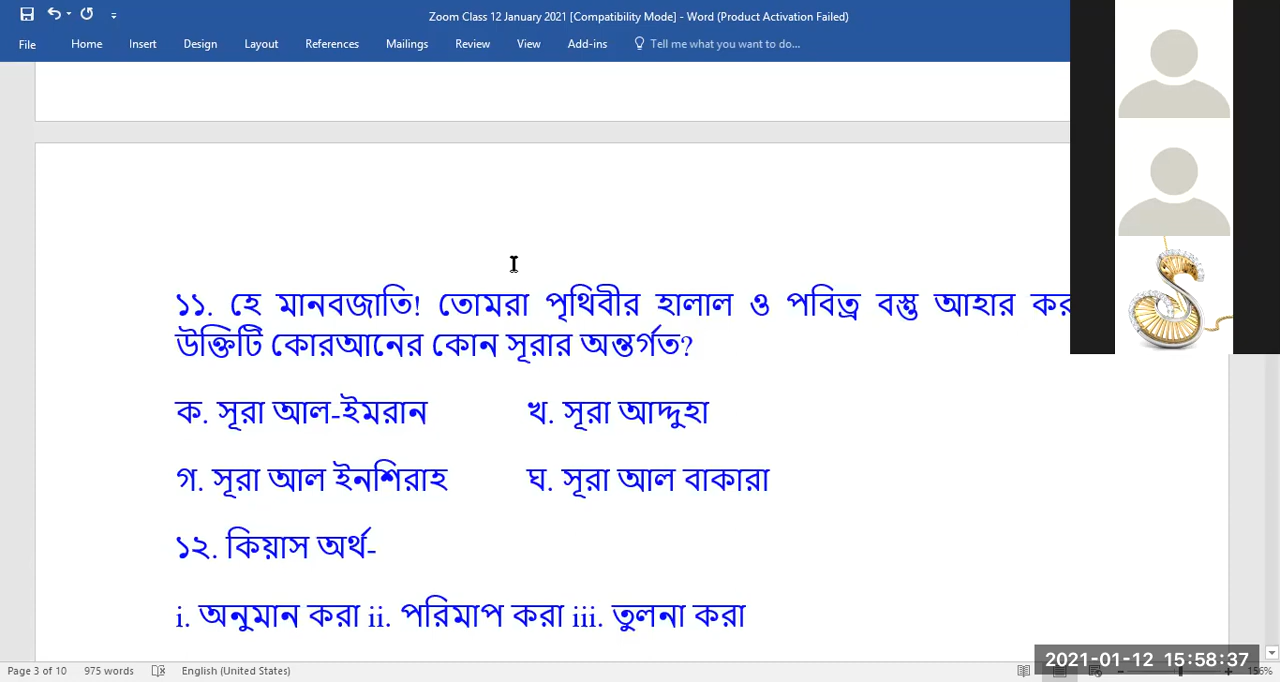 Zoom Class 12 January 2021 [Compatibility Mode] - Word (Product Activation Failed)
File Home Insert Design Layout References Mailings Review View Add-ins Tell me what you want to do...
১১. হে মানবজাতি! তোমরা পৃথিবীর হালাল ও পবিত্র বস্তু আহার কর
উক্তিটি কোরআনের কোন সূরার অন্তর্গত?
ক. সূরা আল-ইমরান খ. সূরা আদ্দুহা
গ. সূরা আল ইনশিরাহ ঘ. সূরা আল বাকারা
১২. কিয়াস অর্থ-
i. অনুমান করা ii. পরিমাপ করা iii. তুলনা করা
Page 3 of 10 975 words English (United States) 156%
2021-01-12 15:58:37